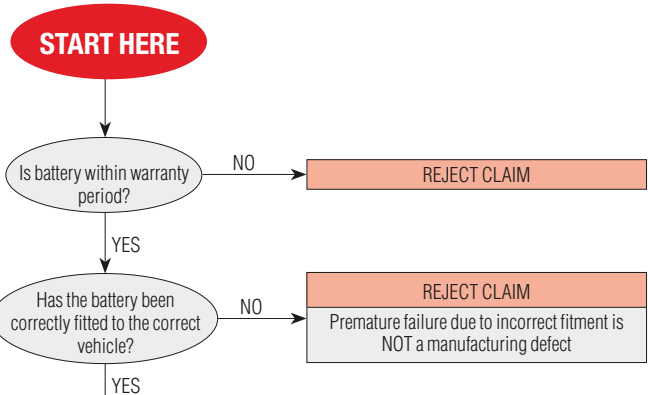 START HERE
Is battery within warranty
period?
NO
REJECT CLAIM
YES
Has the battery been
correctly fitted to the correct
vehicle?
NO
REJECT CLAIM
Premature failure due to incorrect fitment is
NOT a manufacturing defect
YES